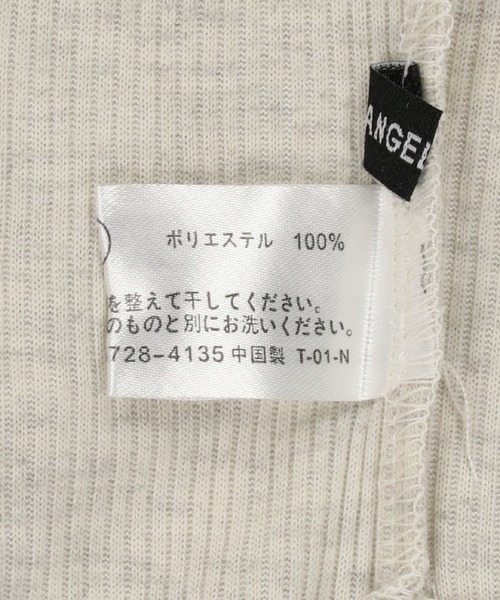 ANGEL
ポリエステル 100%
を整えて干してください。
のものと別にお洗いください。
728-4135 中国製 T-01-N